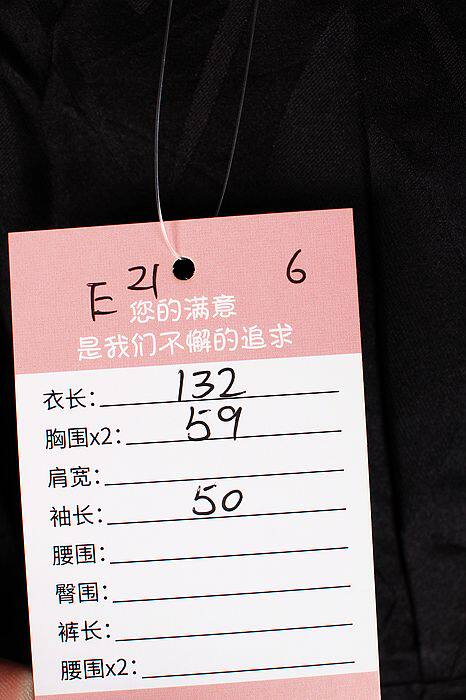 E 21 6
您的满意
是我们不懈的追求
衣长: 132
胸围x2: 59
肩宽:
袖长: 50
腰围:
臀围:
裤长:
腰围x2: